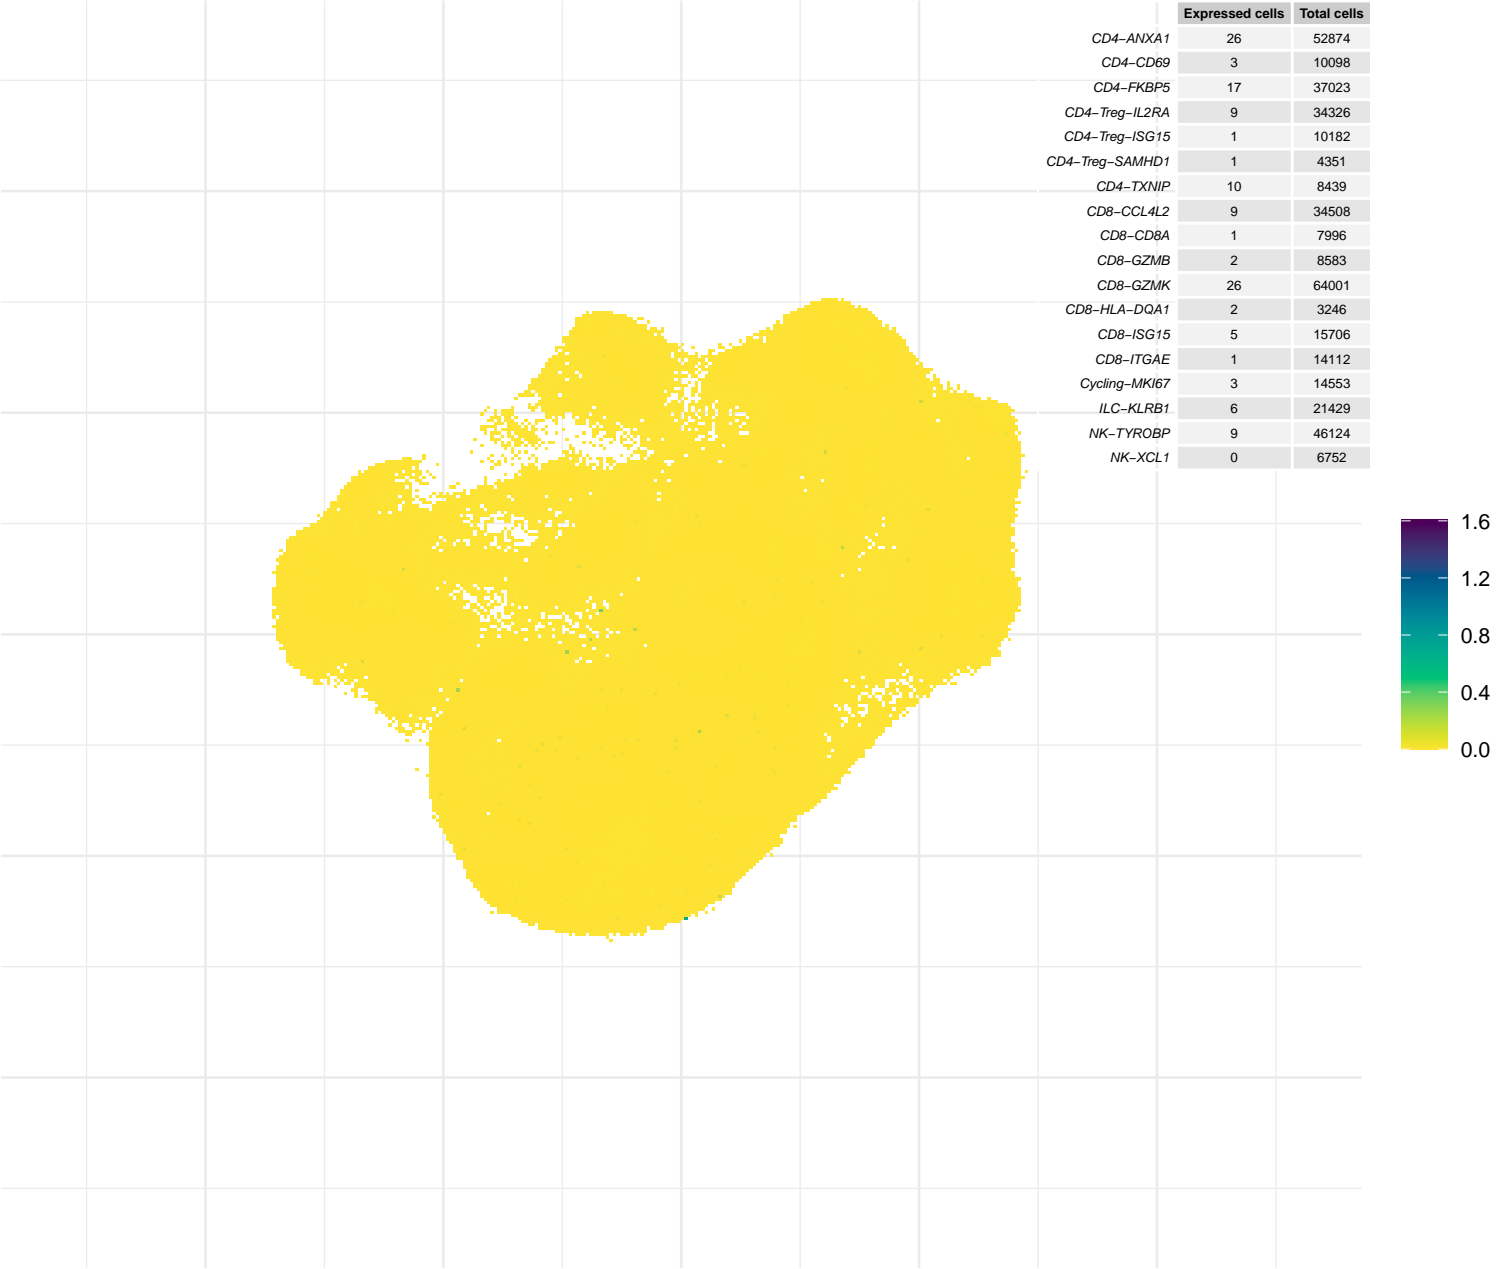 Expressed cells Total cells
CD4−ANXA1 26 52874
CD4−CD69 3 10098
CD4−FKBP5 17 37023
CD4−Treg−IL2RA 9 34326
CD4−Treg−ISG15 1 10182
CD4−Treg−SAMHD1 1 4351
CD4−TXNIP 10 8439
CD8−CCL4L2 9 34508
CD8−CD8A 1 7996
CD8−GZMB 2 8583
CD8−GZMK 26 64001
CD8−HLA−DQA1 2 3246
CD8−ISG15 5 15706
CD8−ITGAE 1 14112
Cycling−MKI67 3 14553
ILC−KLRB1 6 21429
NK−TYROBP 9 46124
NK−XCL1 0 6752
1.6
1.2
0.8
0.4
0.0